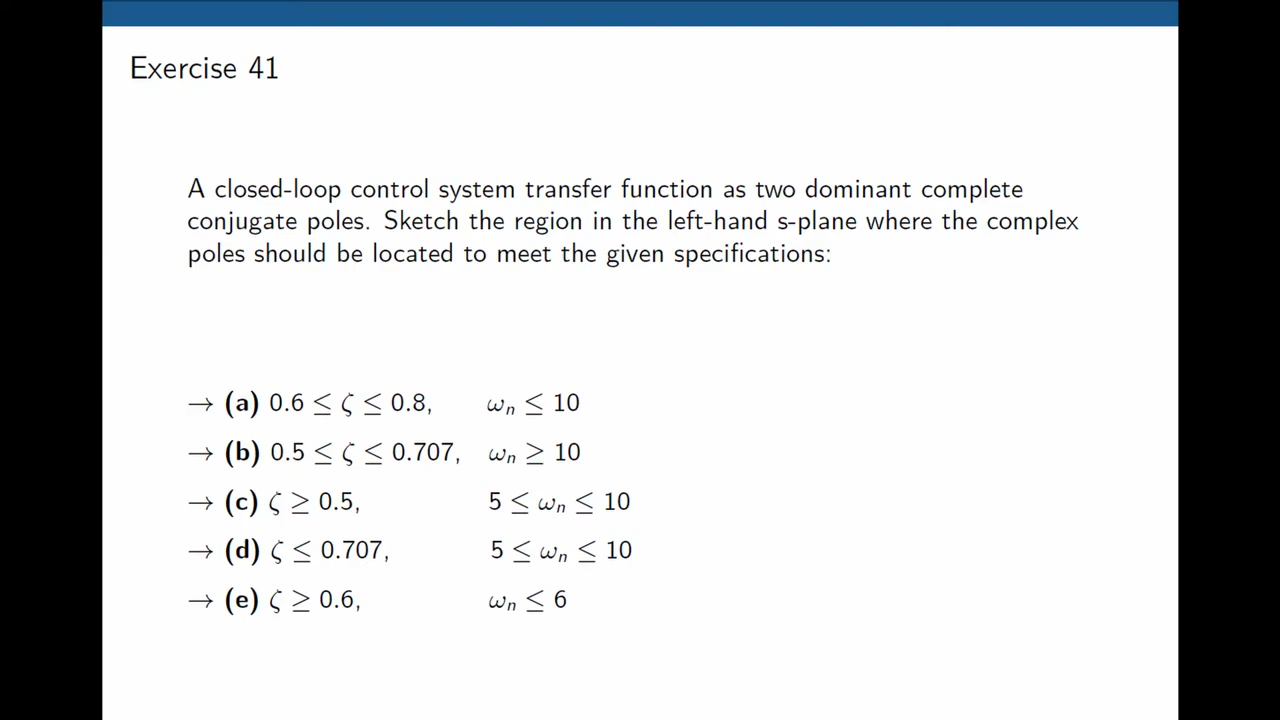 Exercise 41
A closed-loop control system transfer function as two dominant complete
conjugate poles. Sketch the region in the left-hand s-plane where the complex
poles should be located to meet the given specifications:
→ (a) 0.6 ≤ ζ ≤ 0.8, ωₙ ≤ 10
→ (b) 0.5 ≤ ζ ≤ 0.707, ωₙ ≥ 10
→ (c) ζ ≥ 0.5, 5 ≤ ωₙ ≤ 10
→ (d) ζ ≤ 0.707, 5 ≤ ωₙ ≤ 10
→ (e) ζ ≥ 0.6, ωₙ ≤ 6